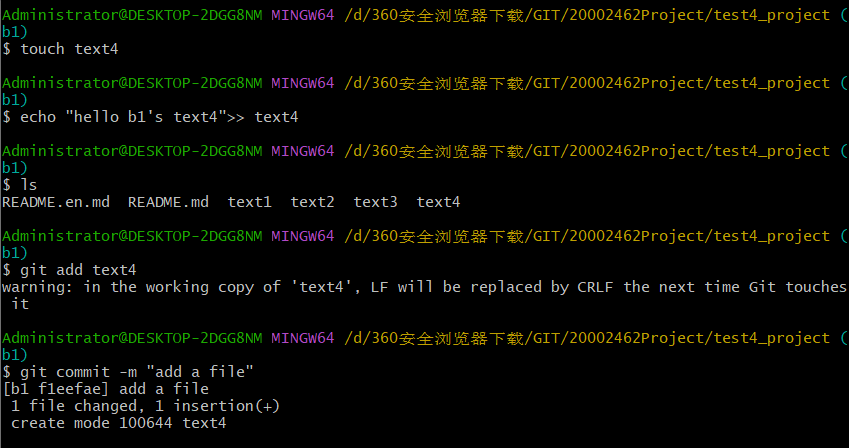 Administrator@DESKTOP-2DGG8NM MINGW64 /d/360安全浏览器下载/GIT/20002462Project/test4_project (
b1)
$ touch text4
Administrator@DESKTOP-2DGG8NM MINGW64 /d/360安全浏览器下载/GIT/20002462Project/test4_project (
b1)
$ echo "hello b1's text4">> text4
Administrator@DESKTOP-2DGG8NM MINGW64 /d/360安全浏览器下载/GIT/20002462Project/test4_project (
b1)
$ ls
README.en.md  README.md  text1  text2  text3  text4
Administrator@DESKTOP-2DGG8NM MINGW64 /d/360安全浏览器下载/GIT/20002462Project/test4_project (
b1)
$ git add text4
warning: in the working copy of 'text4', LF will be replaced by CRLF the next time Git touches
 it
Administrator@DESKTOP-2DGG8NM MINGW64 /d/360安全浏览器下载/GIT/20002462Project/test4_project (
b1)
$ git commit -m "add a file"
[b1 f1eefae] add a file
 1 file changed, 1 insertion(+)
 create mode 100644 text4